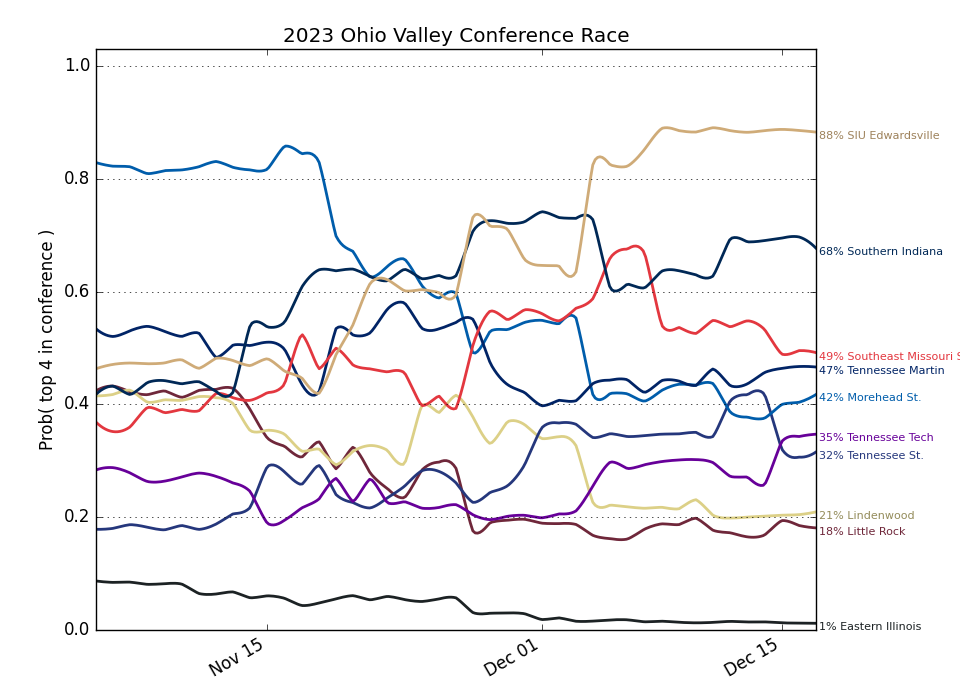 2023 Ohio Valley Conference Race
Prob( top 4 in conference )
1.0
0.8
0.6
0.4
0.2
0.0
Nov 15
Dec 01
Dec 15
88% SIU Edwardsville
68% Southern Indiana
49% Southeast Missouri S
47% Tennessee Martin
42% Morehead St.
35% Tennessee Tech
32% Tennessee St.
21% Lindenwood
18% Little Rock
1% Eastern Illinois